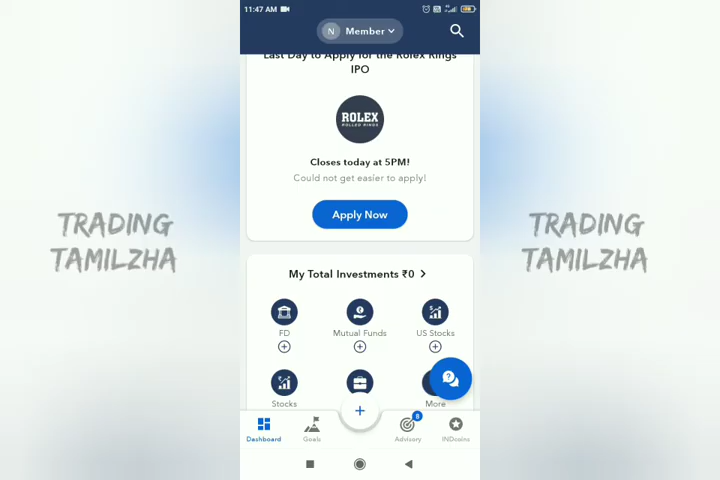 11:47 AM
N Member
Last Day to Apply for the Rolex Rings
IPO
ROLEX
ROLLED RINGS
Closes today at 5PM!
Could not get easier to apply!
Apply Now
TRADING
TAMILZHA
TRADING
TAMILZHA
My Total Investments ₹0
FD
Mutual Funds
US Stocks
Stocks
More
8
Dashboard
Goals
Advisory
INDcoins